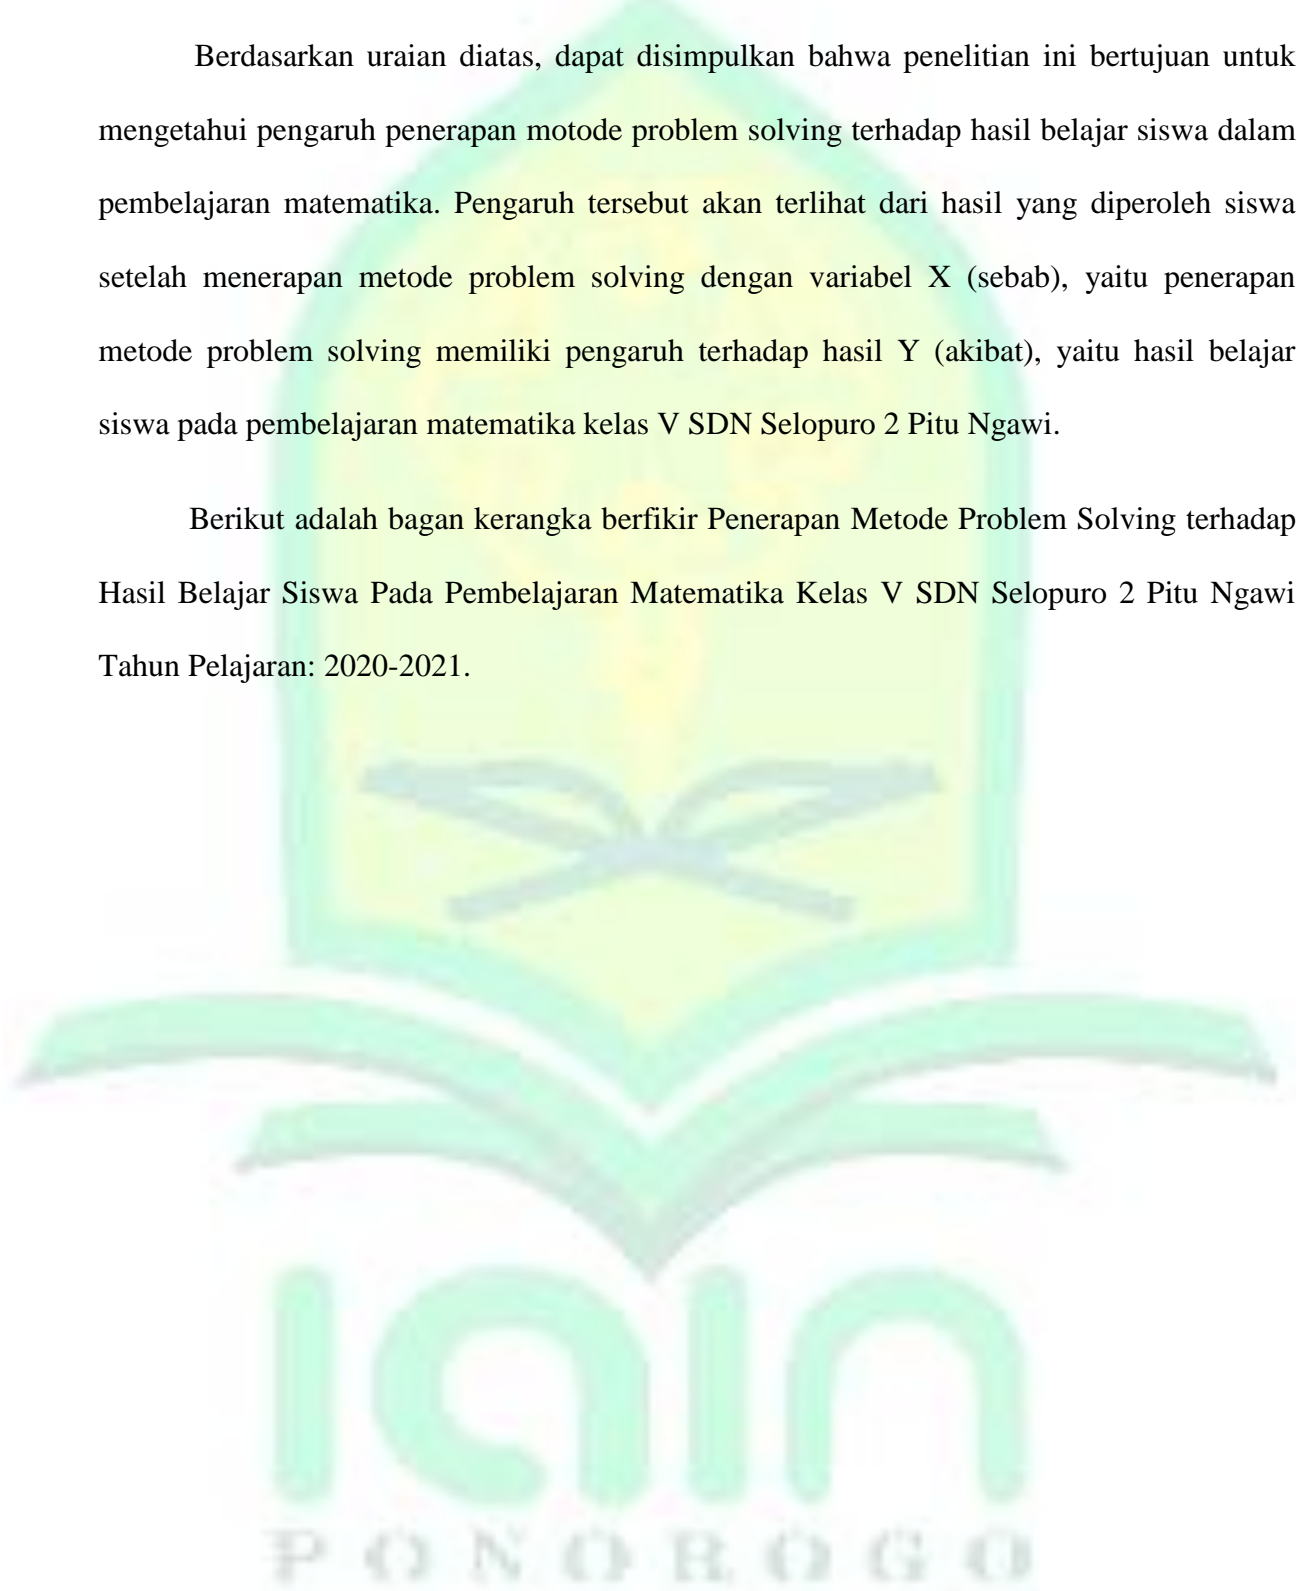 Berdasarkan uraian diatas, dapat disimpulkan bahwa penelitian ini bertujuan untuk
mengetahui pengaruh penerapan motode problem solving terhadap hasil belajar siswa dalam
pembelajaran matematika. Pengaruh tersebut akan terlihat dari hasil yang diperoleh siswa
setelah menerapan metode problem solving dengan variabel X (sebab), yaitu penerapan
metode problem solving memiliki pengaruh terhadap hasil Y (akibat), yaitu hasil belajar
siswa pada pembelajaran matematika kelas V SDN Selopuro 2 Pitu Ngawi.
Berikut adalah bagan kerangka berfikir Penerapan Metode Problem Solving terhadap
Hasil Belajar Siswa Pada Pembelajaran Matematika Kelas V SDN Selopuro 2 Pitu Ngawi
Tahun Pelajaran: 2020-2021.
iain
PONOROGO